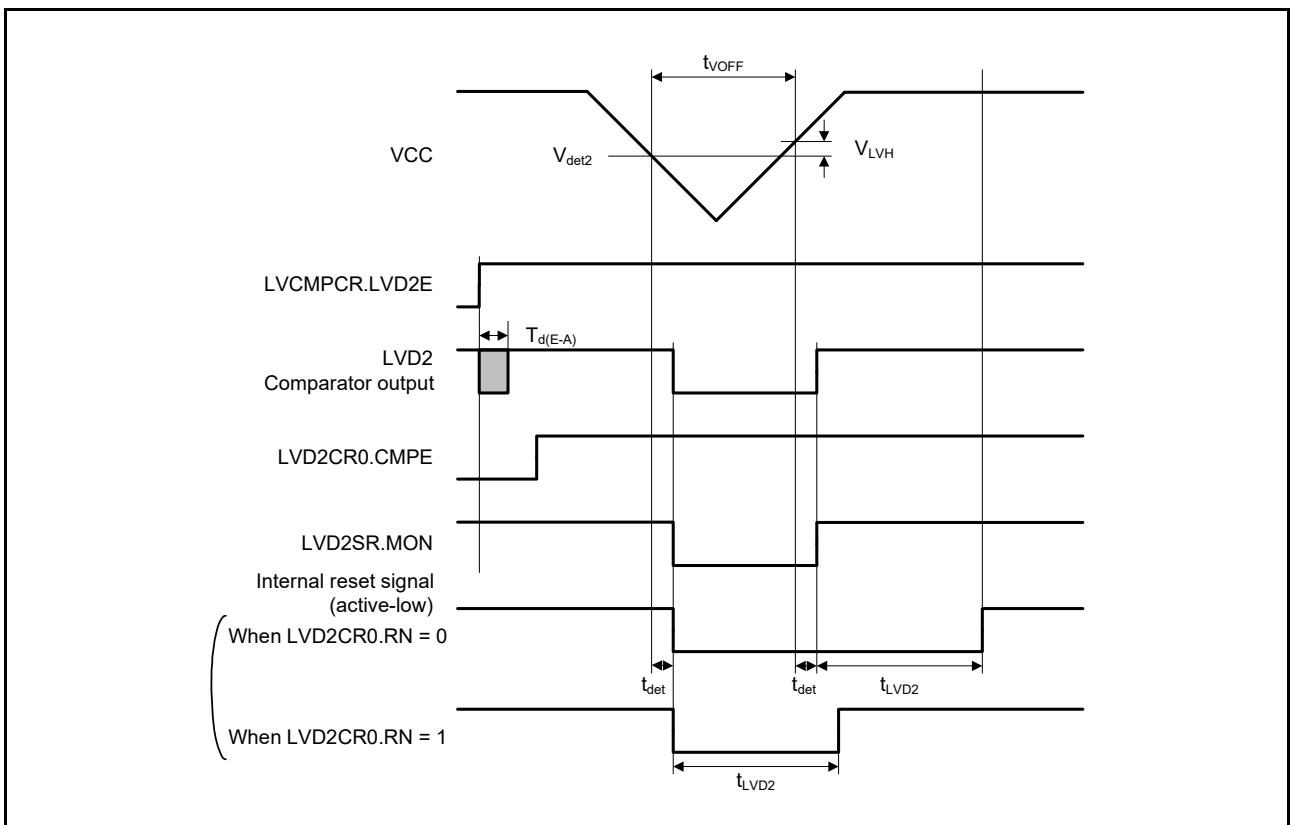 tVOFF
VCC
Vdet2
VLVH
LVCMPCR.LVD2E
Td(E-A)
LVD2
Comparator output
LVD2CR0.CMPE
LVD2SR.MON
Internal reset signal
(active-low)
When LVD2CR0.RN = 0
tdet
tdet
tLVD2
When LVD2CR0.RN = 1
tLVD2